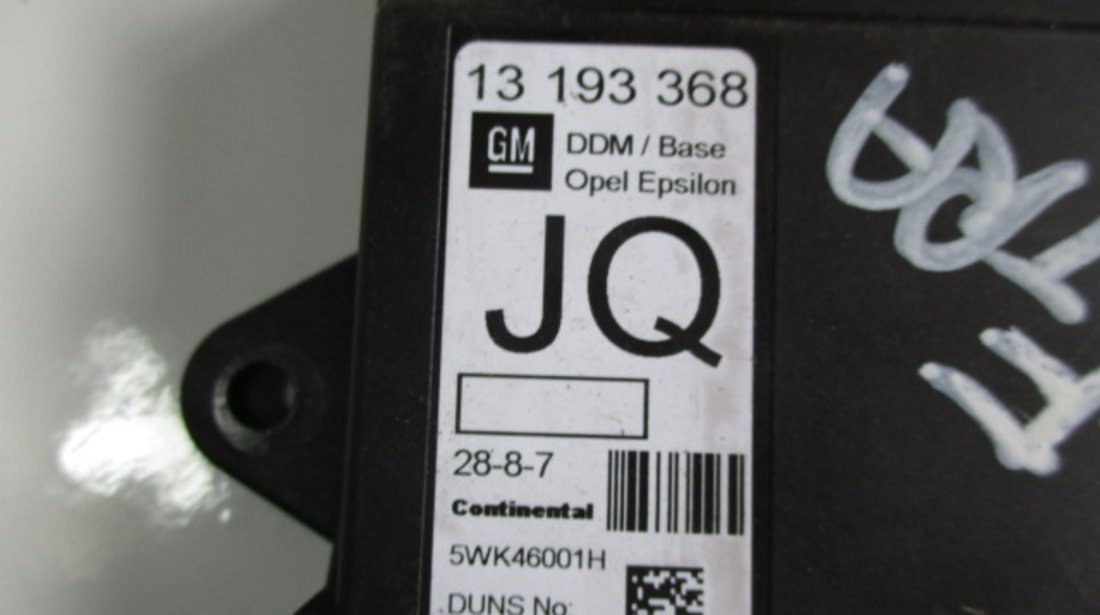 13 193 368
GM
DDM / Base
Opel Epsilon
JQ
28-8-7
Continental
5WK46001H
DUNS No: